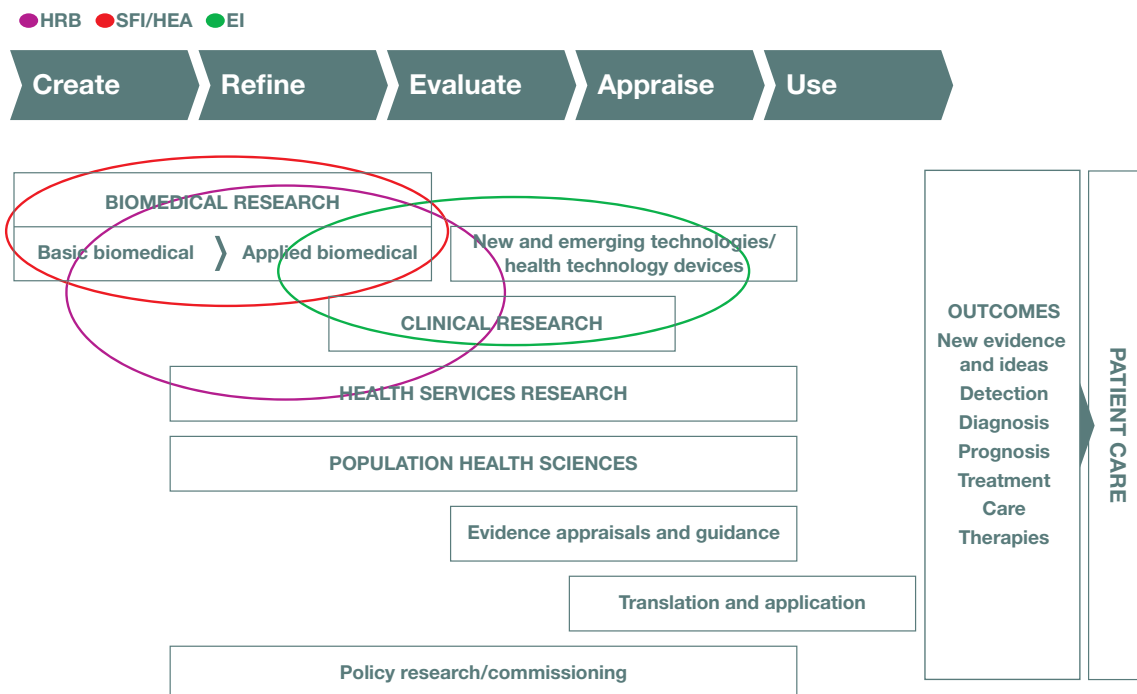 HRB SFI/HEA EI
Create Refine Evaluate Appraise Use
BIOMEDICAL RESEARCH
Basic biomedical ❭ Applied biomedical
New and emerging technologies/
health technology devices
CLINICAL RESEARCH
HEALTH SERVICES RESEARCH
POPULATION HEALTH SCIENCES
Evidence appraisals and guidance
Translation and application
Policy research/commissioning
OUTCOMES
New evidence
and ideas
Detection
Diagnosis
Prognosis
Treatment
Care
Therapies
PATIENT CARE